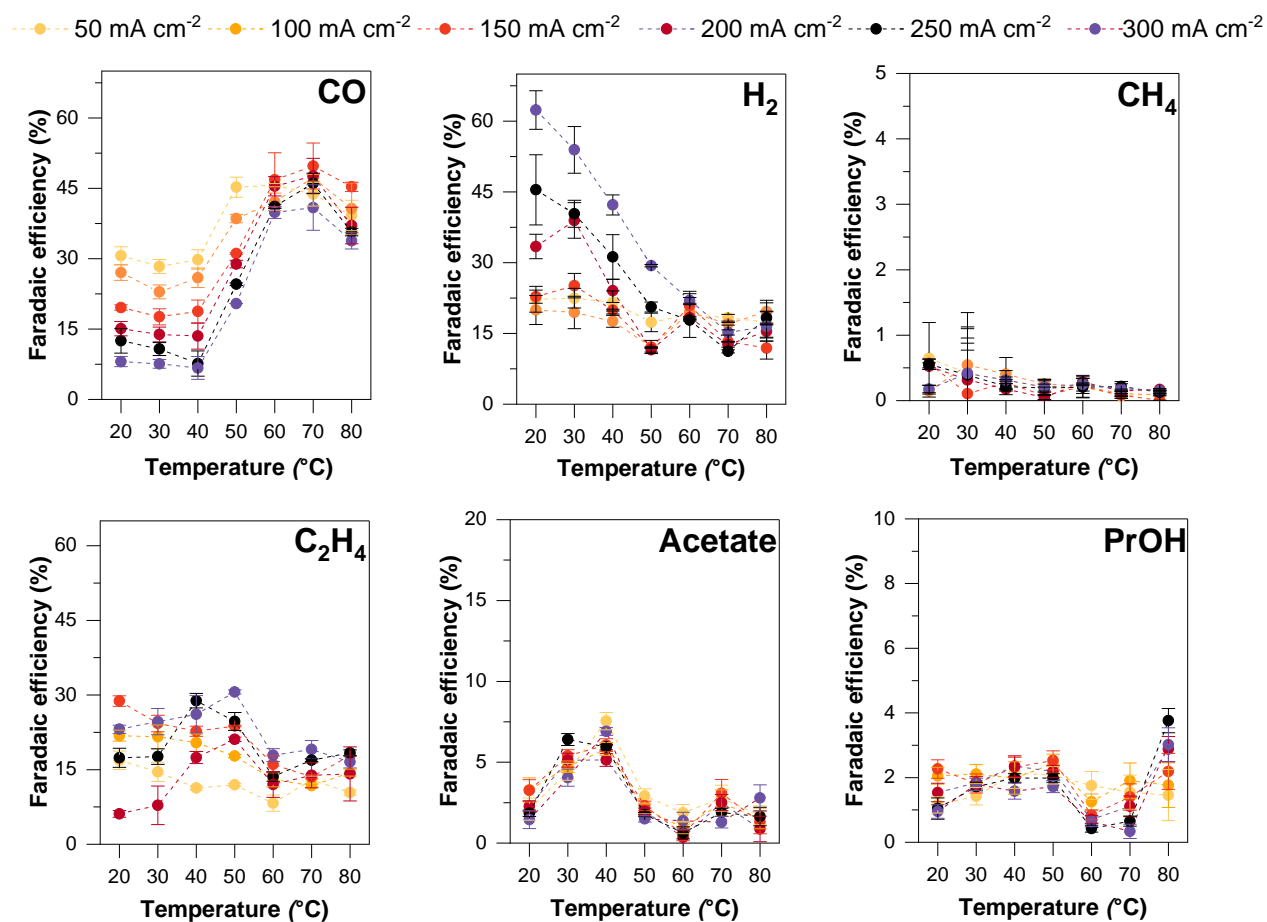 50 mA cm⁻² 100 mA cm⁻² 150 mA cm⁻² 200 mA cm⁻² 250 mA cm⁻² 300 mA cm⁻²
CO
Faradaic efficiency (%)
60
45
30
15
0
20 30 40 50 60 70 80
Temperature (°C)
H₂
Faradaic efficiency (%)
60
45
30
15
0
20 30 40 50 60 70 80
Temperature (°C)
CH₄
Faradaic efficiency (%)
5
4
3
2
1
0
20 30 40 50 60 70 80
Temperature (°C)
C₂H₄
Faradaic efficiency (%)
60
45
30
15
0
20 30 40 50 60 70 80
Temperature (°C)
Acetate
Faradaic efficiency (%)
20
15
10
5
0
20 30 40 50 60 70 80
Temperature (°C)
PrOH
Faradaic efficiency (%)
10
8
6
4
2
0
20 30 40 50 60 70 80
Temperature (°C)